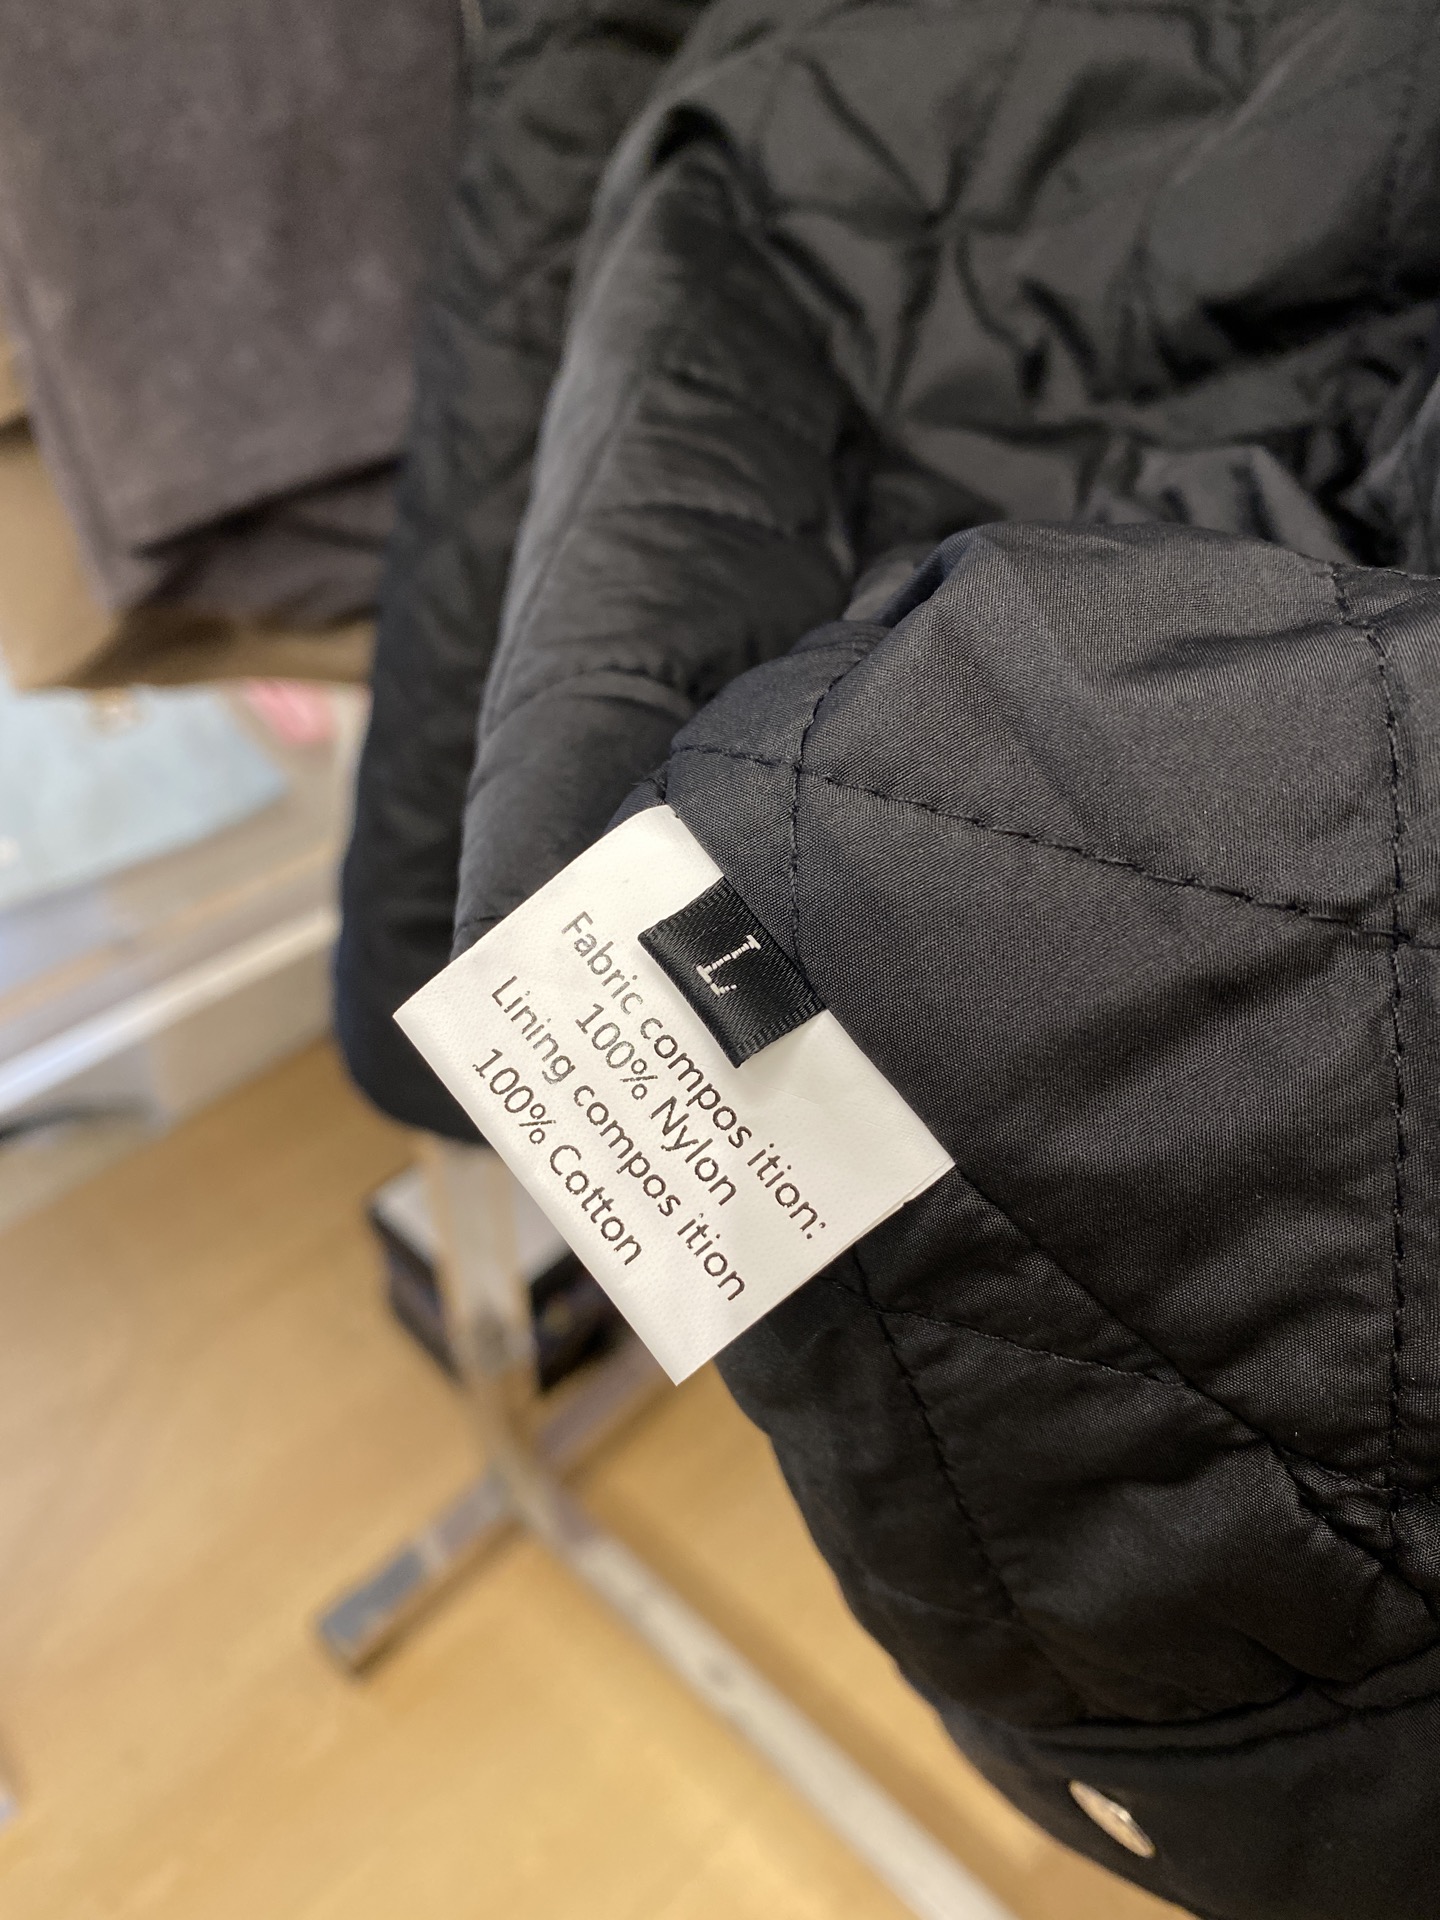 L
Fabric compos ition:
100% Nylon
Lining compos ition
100% Cotton